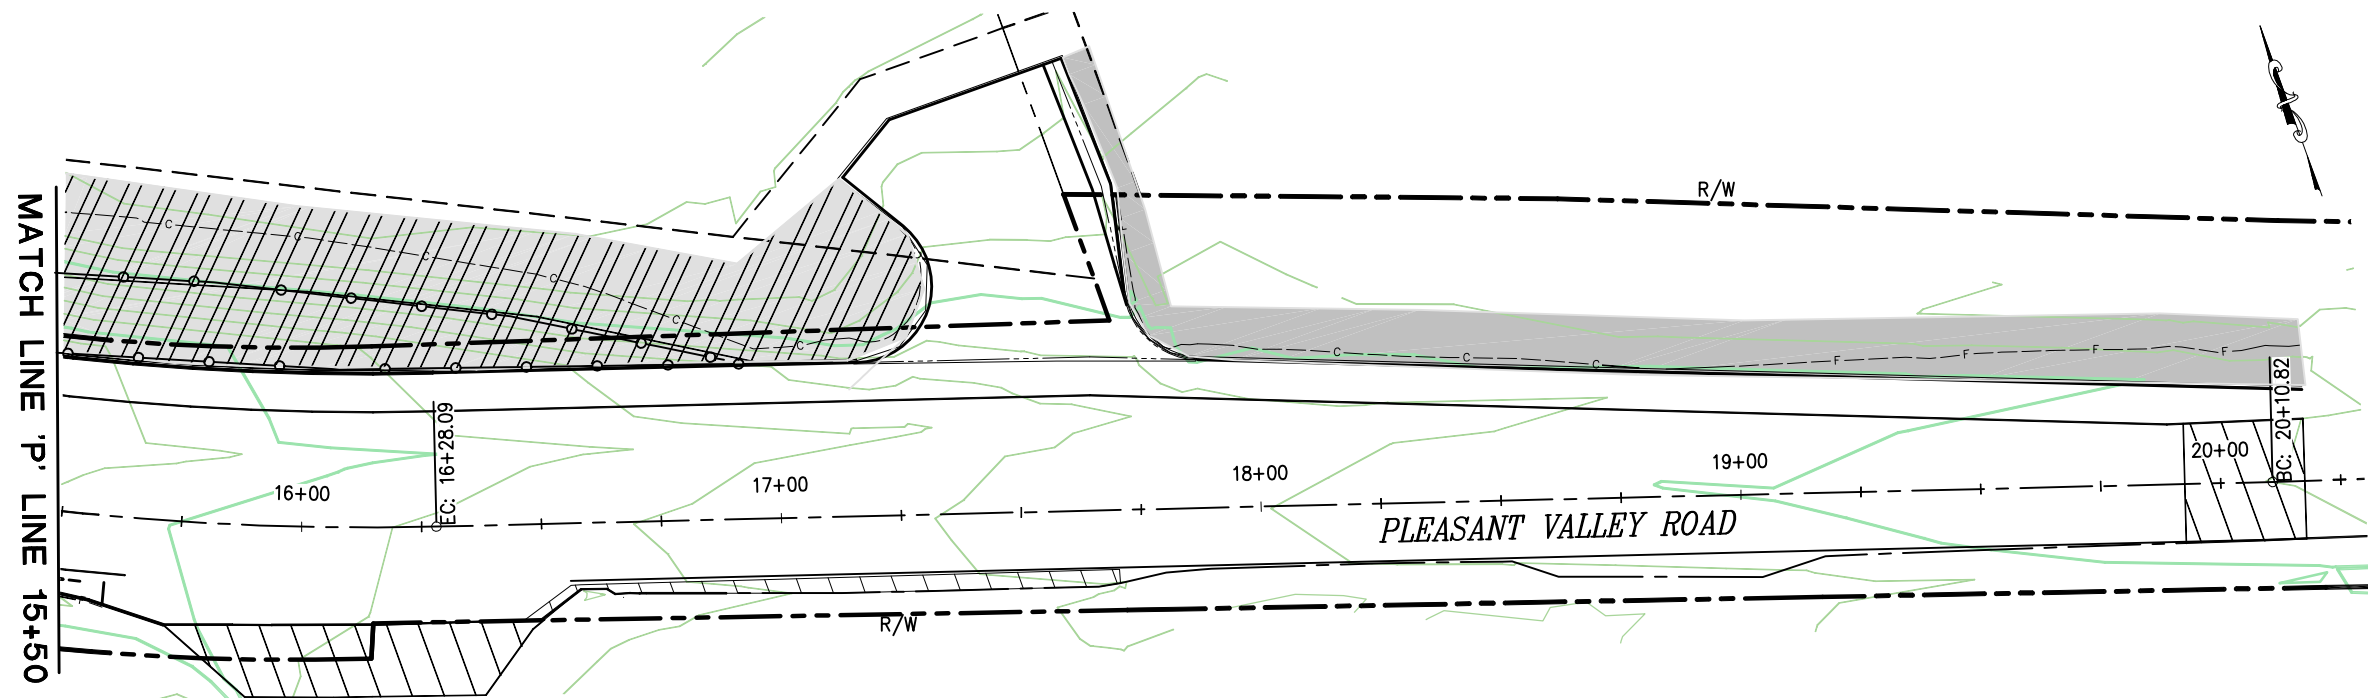 MATCH LINE 'P' LINE 15+50
R/W
C
C
C
C
C
C
C
C
C
F
F
F
F
EC: 16+28.09
BC: 20+10.82
16+00
17+00
18+00
19+00
20+00
PLEASANT VALLEY ROAD
R/W